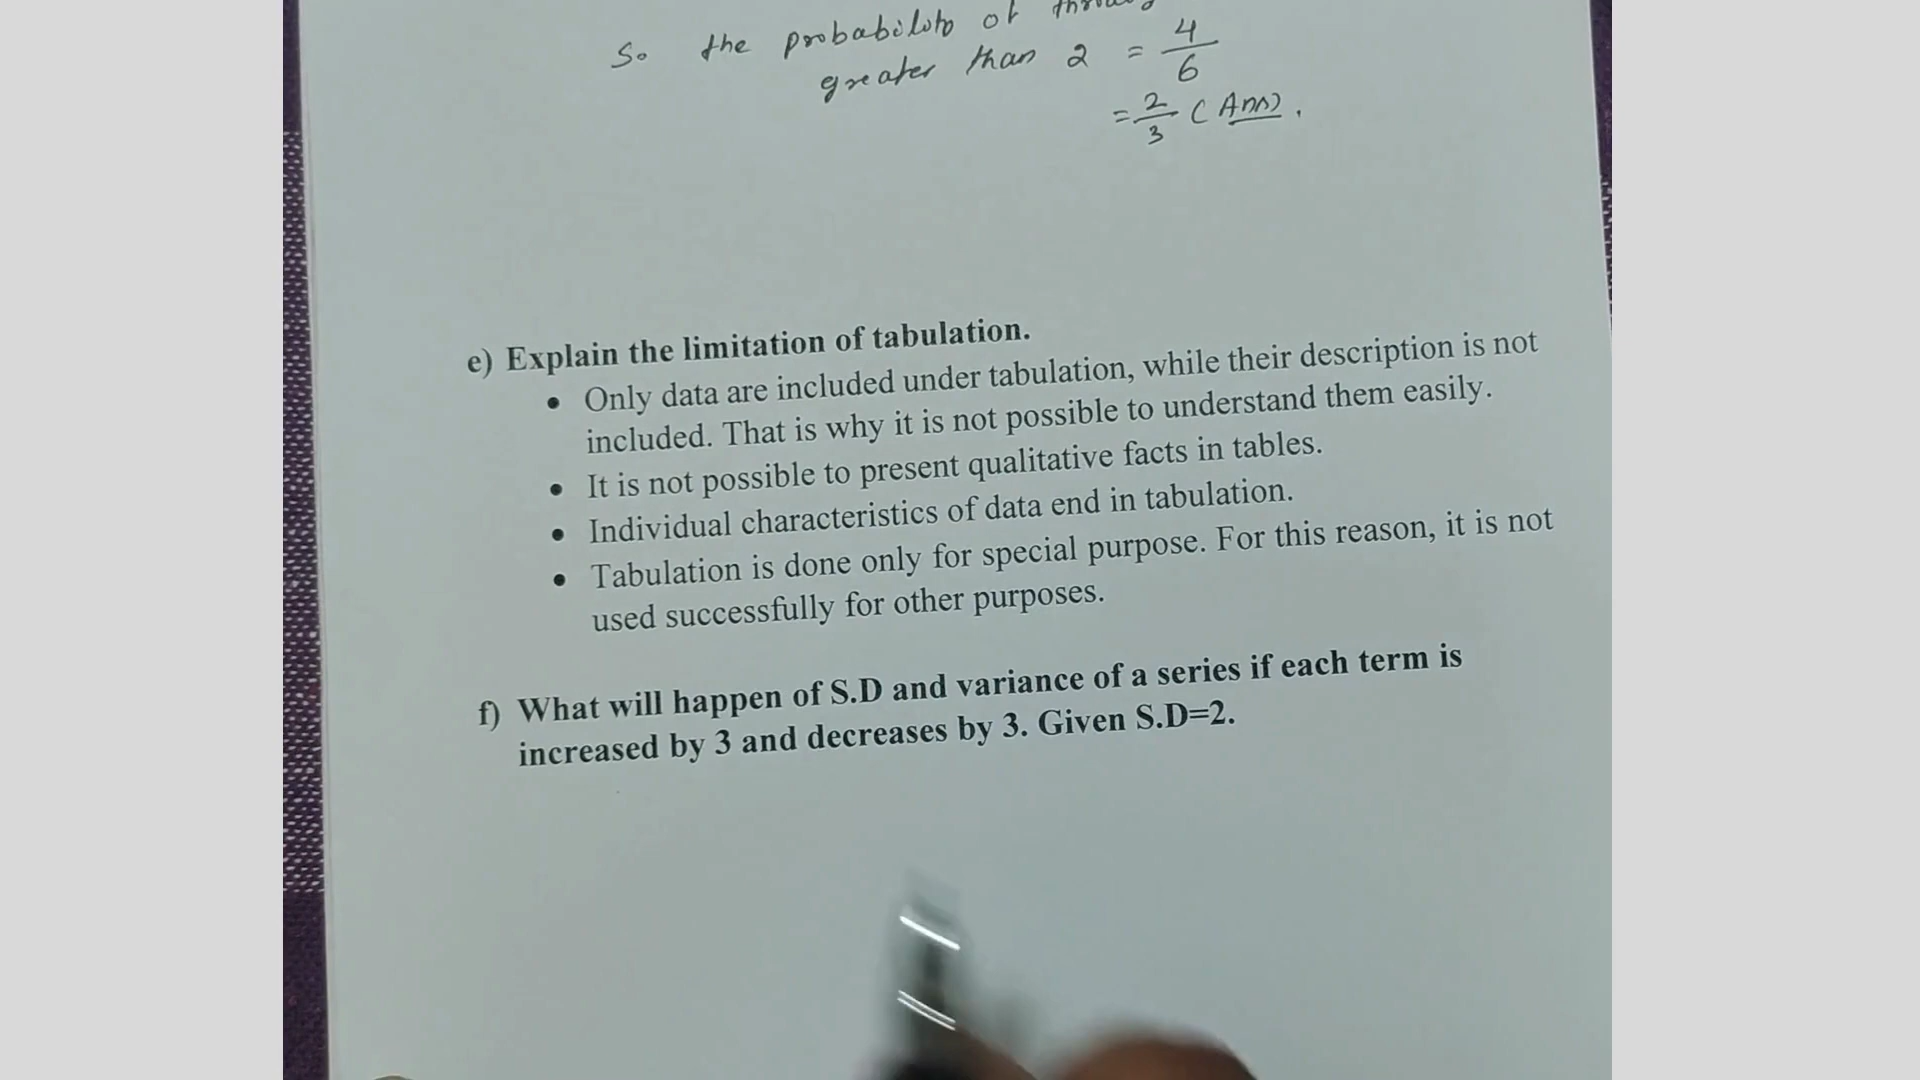 So the probability of
greater than 2 = 4/6
= 2/3 (Ans).
e) Explain the limitation of tabulation.
• Only data are included under tabulation, while their description is not
included. That is why it is not possible to understand them easily.
• It is not possible to present qualitative facts in tables.
• Individual characteristics of data end in tabulation.
• Tabulation is done only for special purpose. For this reason, it is not
used successfully for other purposes.
f) What will happen of S.D and variance of a series if each term is
increased by 3 and decreases by 3. Given S.D=2.